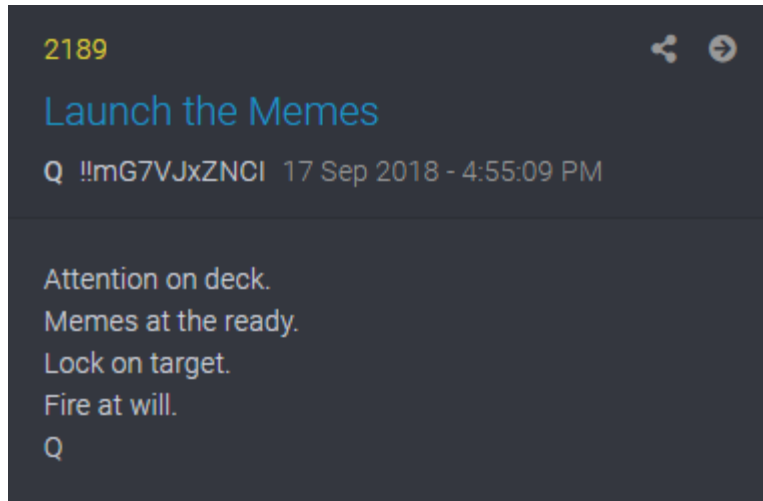 2189
Launch the Memes
Q !!mG7VJxZNCI 17 Sep 2018 - 4:55:09 PM
Attention on deck.
Memes at the ready.
Lock on target.
Fire at will.
Q